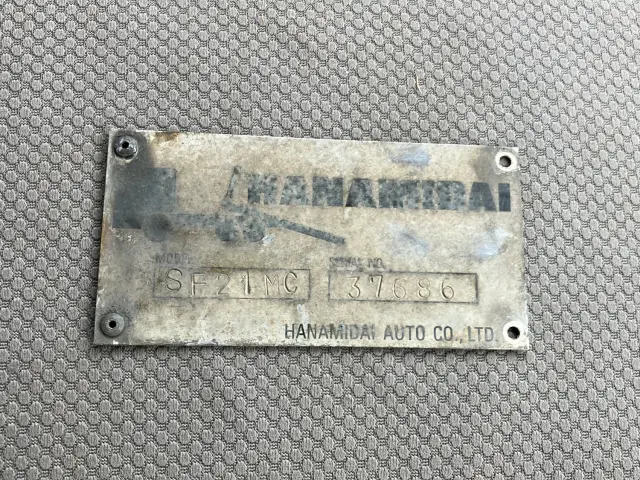 HANAMIDAI
MODEL SERIAL NO.
SF21MC 37686
HANAMIDAI AUTO CO., LTD.